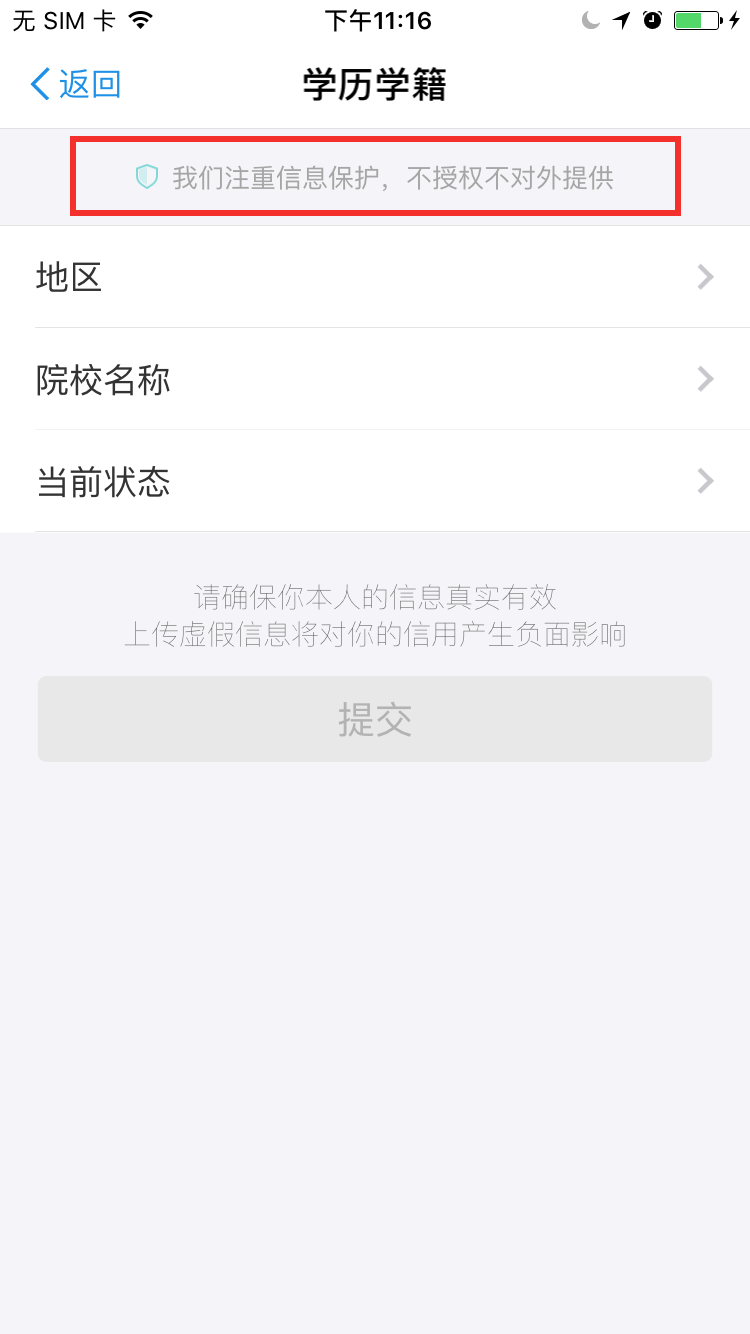 无 SIM 卡 下午11:16
返回 学历学籍
我们注重信息保护，不授权不对外提供
地区
院校名称
当前状态
请确保你本人的信息真实有效
上传虚假信息将对你的信用产生负面影响
提交